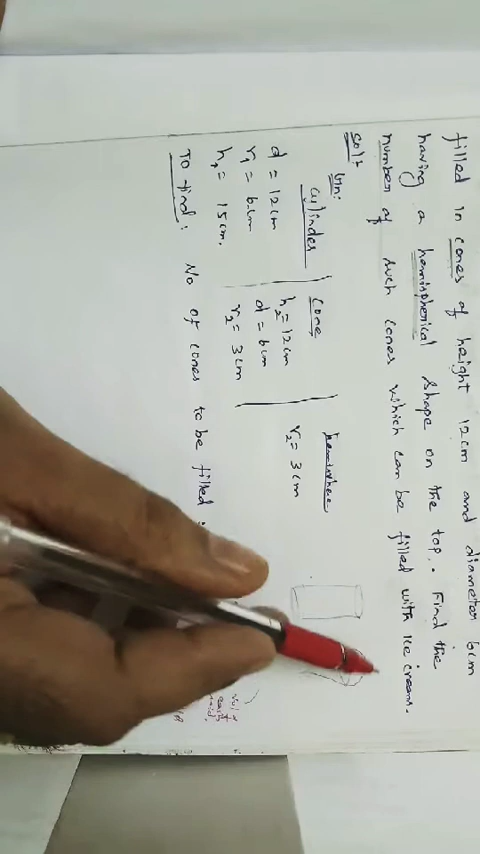 filled in cones of height 12cm and diameter 6cm
having a hemispherical shape on the top. Find the
number of such cones which can be filled with ice cream.
Soln
Gn:
Cylinder
d = 12cm
r1 = 6cm
h1 = 15cm.
Cone
h2 = 12cm
d = 6cm
r2 = 3cm
hemisphere
r2 = 3cm
To find: No of cones to be filled